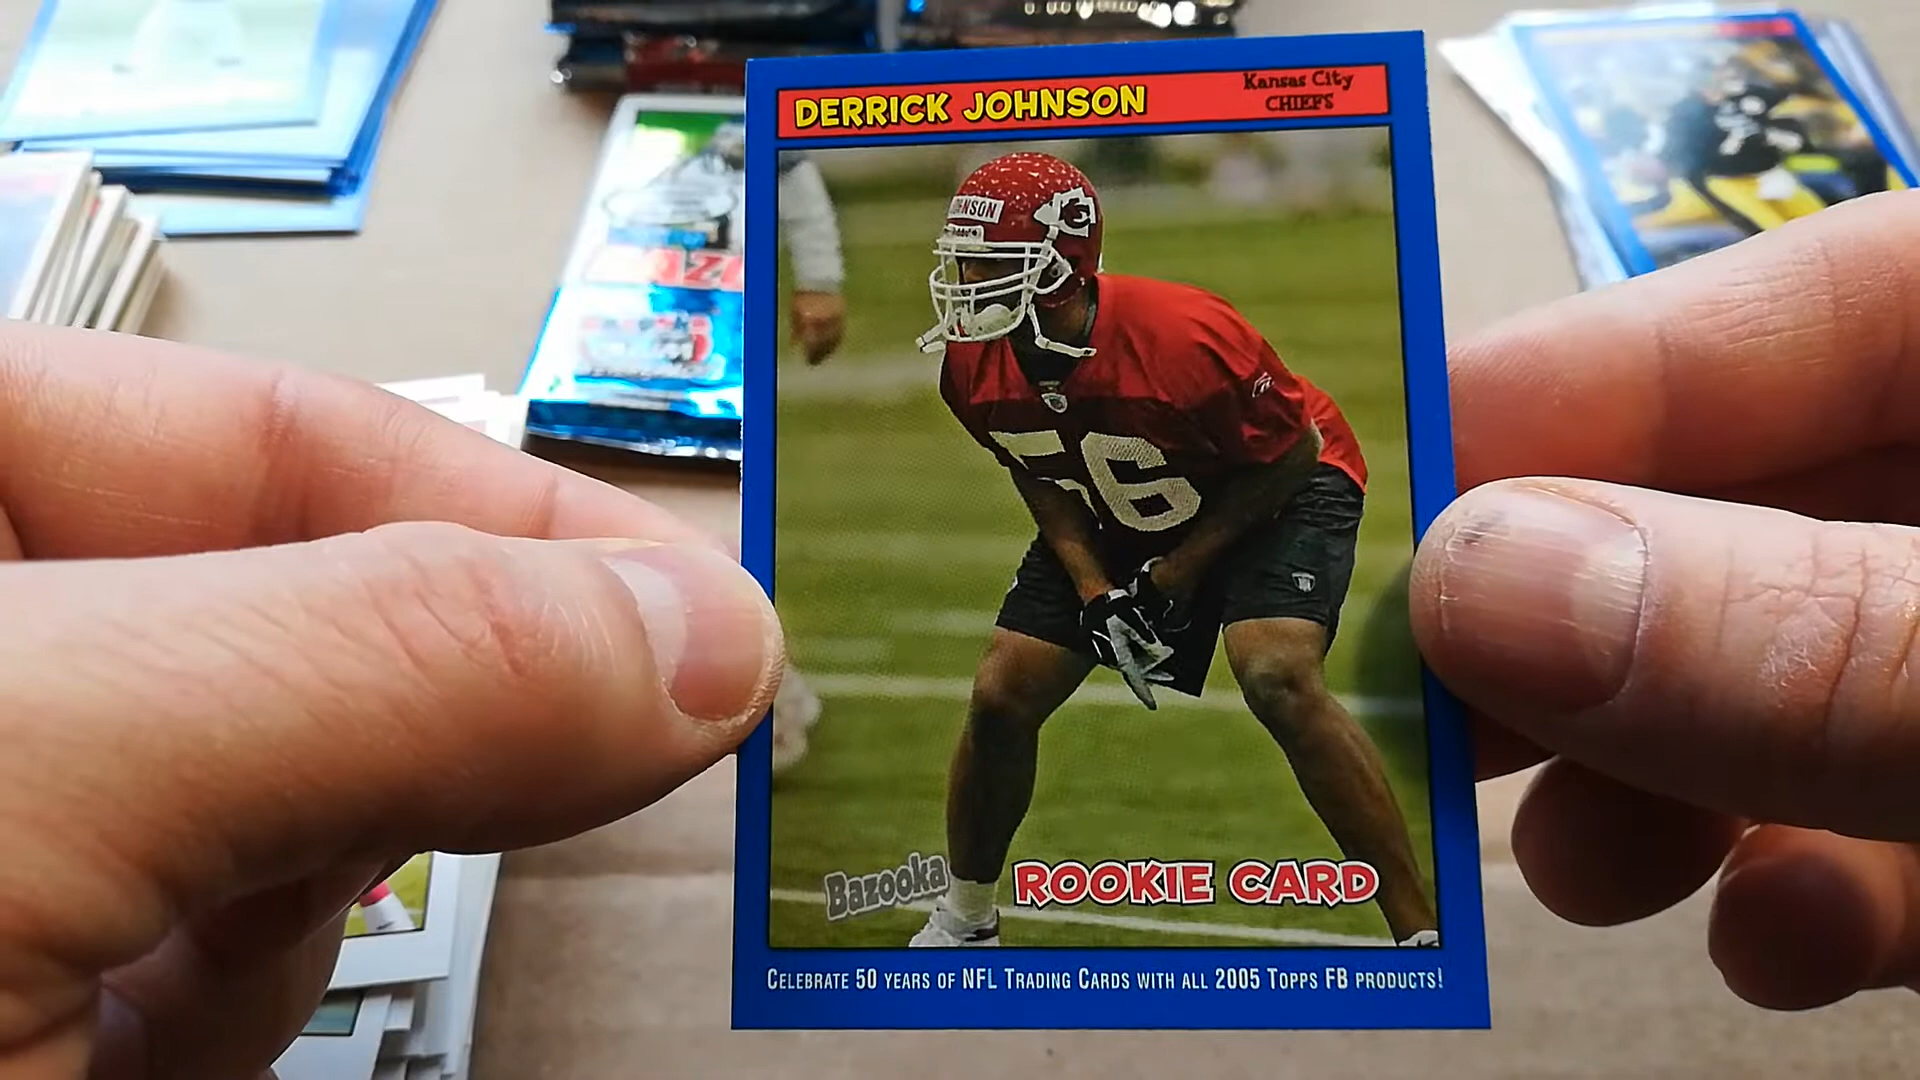 DERRICK JOHNSON
Kansas City
CHIEFS
56
Bazooka
ROOKIE CARD
CELEBRATE 50 YEARS OF NFL TRADING CARDS WITH ALL 2005 TOPPS FB PRODUCTS!